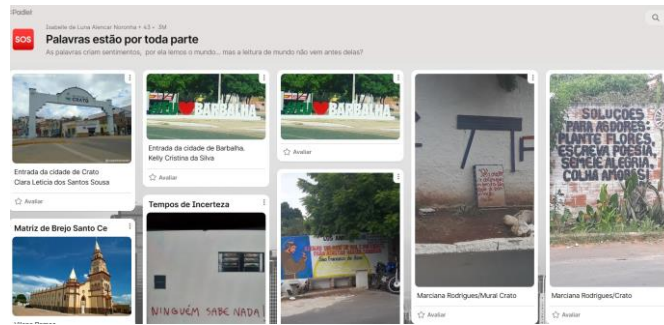 Padlet
Isabelle de Luna Alencar Noronha • 43 • 3M
SOS
Palavras estão por toda parte
As palavras criam sentimentos, por ela lemos o mundo... mas a leitura de mundo não vem antes delas?
CRATO
Entrada da cidade de Crato
Clara Letícia dos Santos Sousa
Avaliar
Matriz de Brejo Santo Ce
BARBALHA
Entrada da cidade de Barbalha.
Kelly Cristina da Silva
Avaliar
Tempos de Incerteza
NINGUÉM SABE NADA!
BARBALHA
Avaliar
Marciana Rodrigues/Mural Crato
Avaliar
SOLUÇÕES
PARA AS DORES:
PLANTE FLORES,
ESCREVA POESIA,
SEMEIE ALEGRIA,
COLHA AMORES!
Marciana Rodrigues/Crato
Avaliar